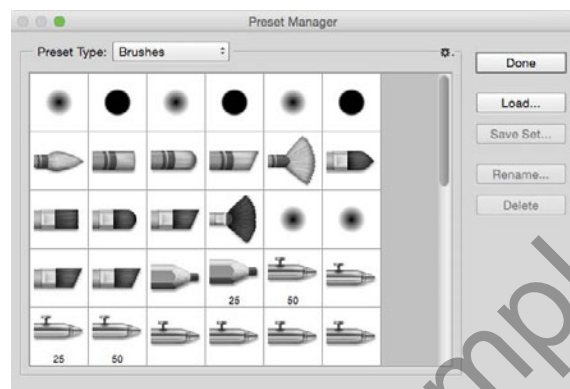 Preset Manager
Preset Type: Brushes
Done
Load...
Save Set...
Rename...
Delete
25 50
25 50